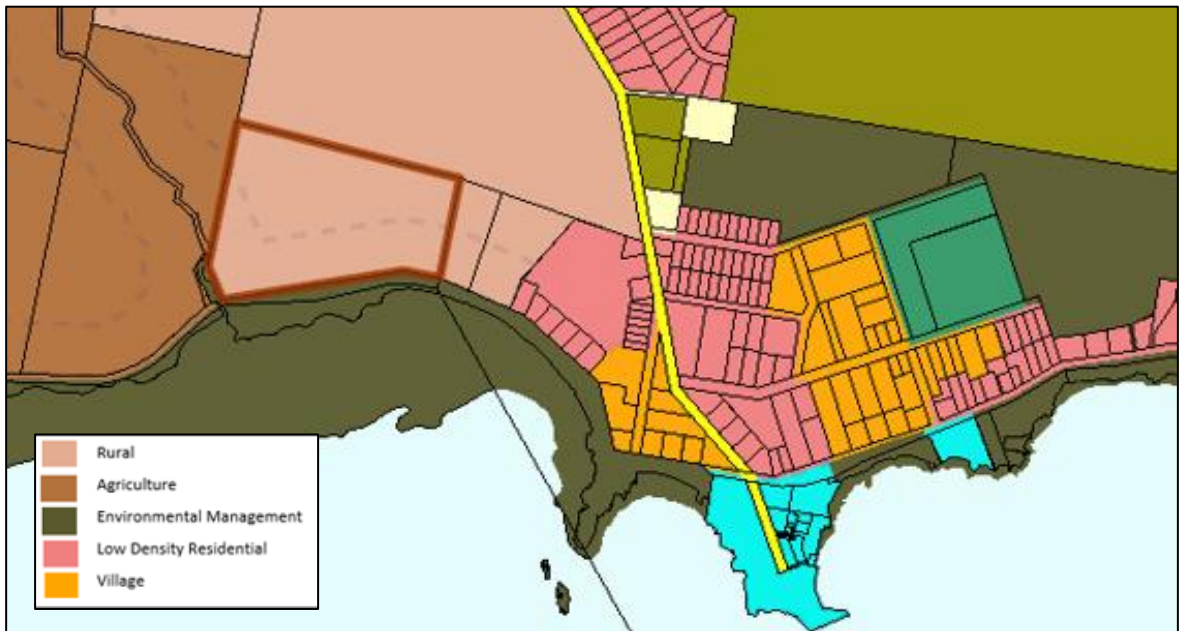 Rural
Agriculture
Environmental Management
Low Density Residential
Village